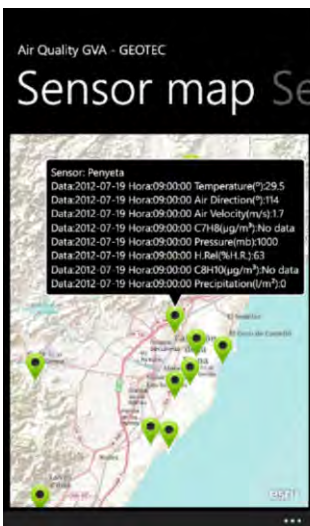 Air Quality GVA - GEOTEC
Sensor map Se
Sensor: Penyeta
Data:2012-07-19 Hora:09:00:00 Temperature(º):29.5
Data:2012-07-19 Hora:09:00:00 Air Direction(º):114
Data:2012-07-19 Hora:09:00:00 Air Velocity(m/s):1.7
Data:2012-07-19 Hora:09:00:00 C7H8(µg/m³):No data
Data:2012-07-19 Hora:09:00:00 Pressure(mb):1000
Data:2012-07-19 Hora:09:00:00 H.Rel(%H.R.):63
Data:2012-07-19 Hora:09:00:00 C8H10(µg/m³):No data
Data:2012-07-19 Hora:09:00:00 Precipitation(l/m³):0
esri